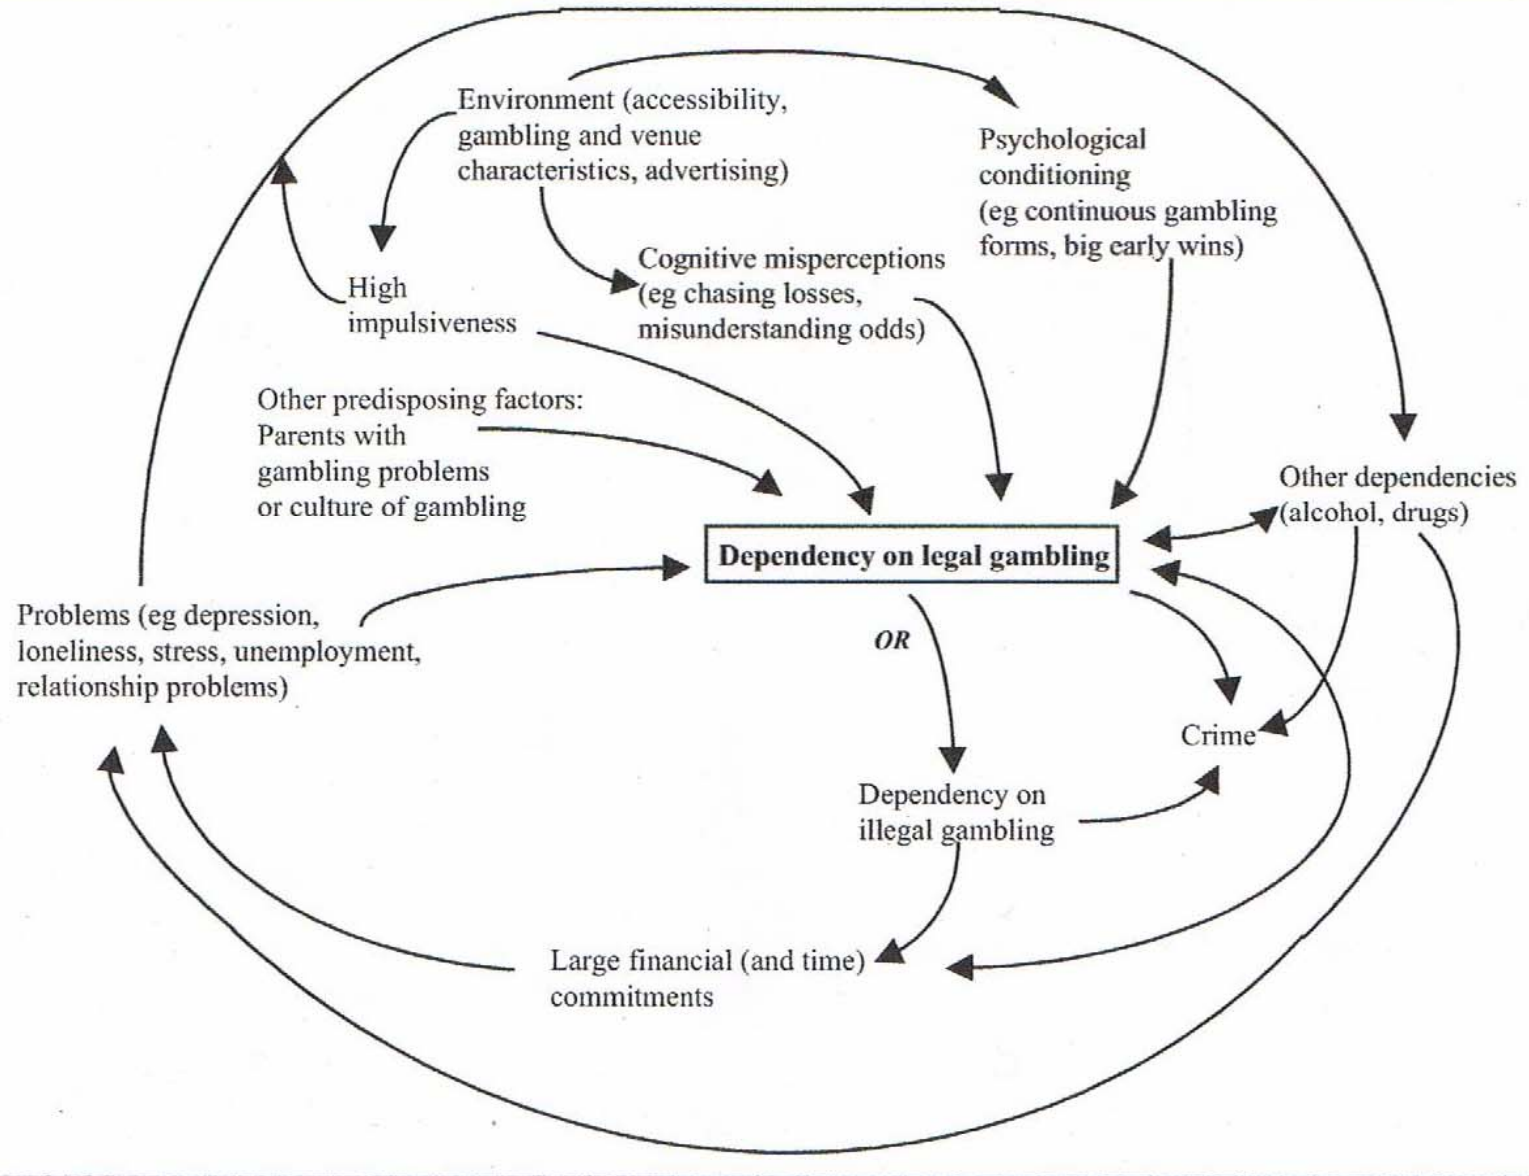 Environment (accessibility,
gambling and venue
characteristics, advertising)
Psychological
conditioning
(eg continuous gambling
forms, big early wins)
Cognitive misperceptions
(eg chasing losses,
misunderstanding odds)
High
impulsiveness
Other predisposing factors:
Parents with
gambling problems
or culture of gambling
Other dependencies
(alcohol, drugs)
Dependency on legal gambling
Problems (eg depression,
loneliness, stress, unemployment,
relationship problems)
OR
Crime
Dependency on
illegal gambling
Large financial (and time)
commitments